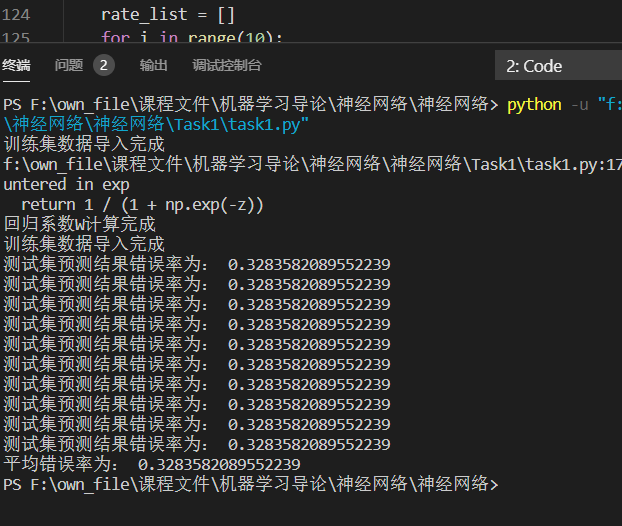 124 rate_list = []
125 for i in range(10):
终端 问题 2 输出 调试控制台 2: Code
PS F:\own_file\课程文件\机器学习导论\神经网络\神经网络> python -u "f:
\神经网络\神经网络\Task1\task1.py"
训练集数据导入完成
f:\own_file\课程文件\机器学习导论\神经网络\神经网络\Task1\task1.py:17
untered in exp
  return 1 / (1 + np.exp(-z))
回归系数W计算完成
训练集数据导入完成
测试集预测结果错误率为： 0.3283582089552239
测试集预测结果错误率为： 0.3283582089552239
测试集预测结果错误率为： 0.3283582089552239
测试集预测结果错误率为： 0.3283582089552239
测试集预测结果错误率为： 0.3283582089552239
测试集预测结果错误率为： 0.3283582089552239
测试集预测结果错误率为： 0.3283582089552239
测试集预测结果错误率为： 0.3283582089552239
测试集预测结果错误率为： 0.3283582089552239
测试集预测结果错误率为： 0.3283582089552239
平均错误率为： 0.3283582089552239
PS F:\own_file\课程文件\机器学习导论\神经网络\神经网络>